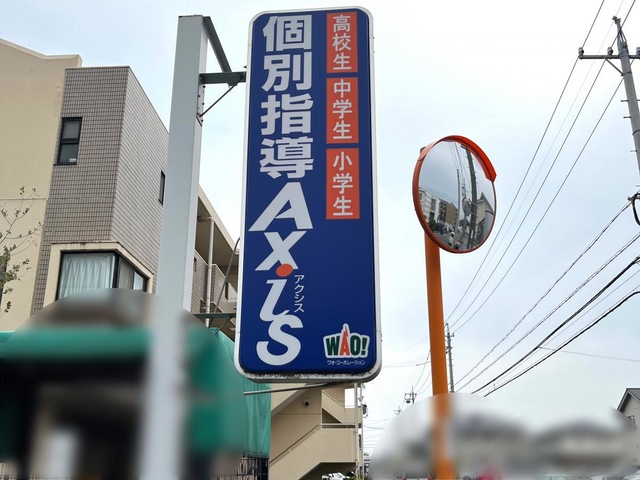 高校生
中学生
小学生
個別指導
AXiS
アクシス
WAO!
ワオ・コーポレーション